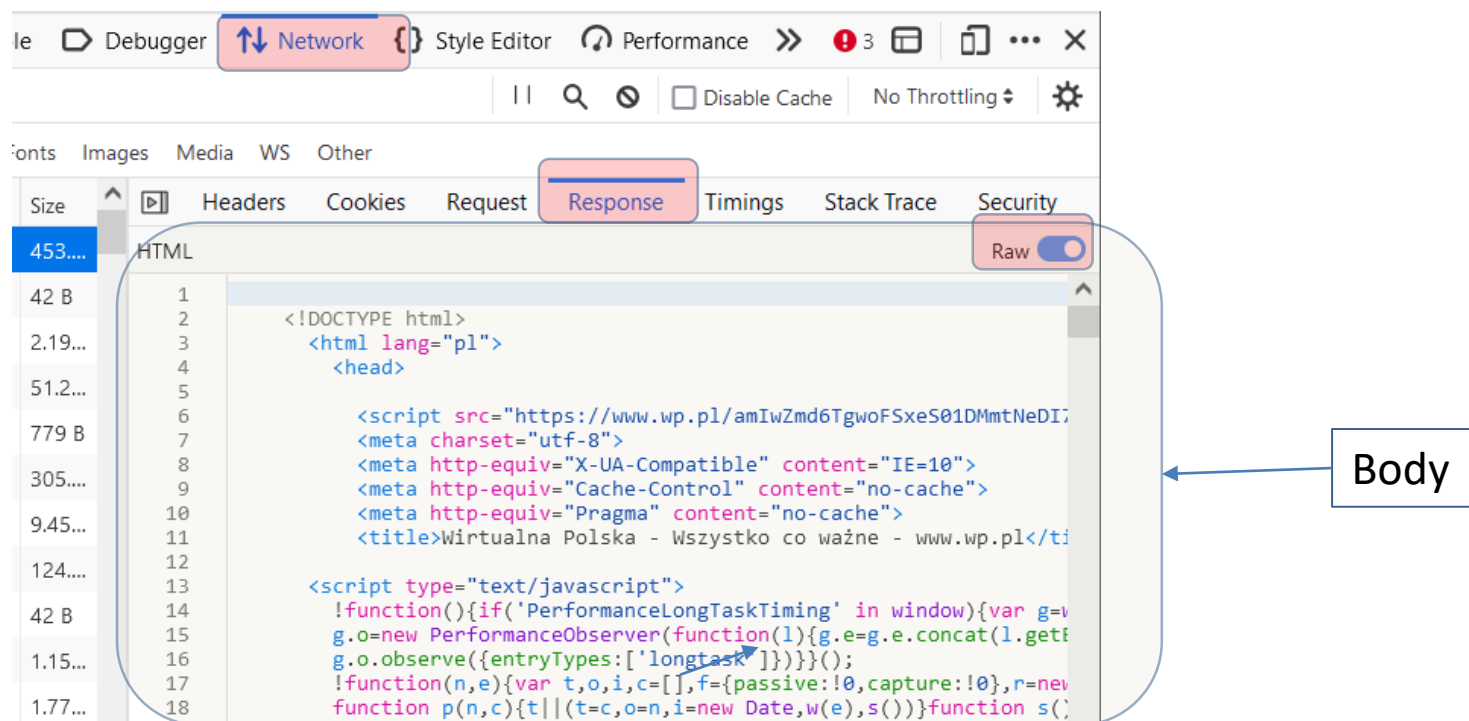 le Debugger Network Style Editor Performance 3
Disable Cache No Throttling
Fonts Images Media WS Other
Size Headers Cookies Request Response Timings Stack Trace Security
453.... HTML Raw
42 B 1
2 <!DOCTYPE html>
2.19... 3 <html lang="pl">
4 <head>
51.2... 5
6 <script src="https://www.wp.pl/amIwZmd6TgwoFSxeS01DMmtNeDI7
779 B 7 <meta charset="utf-8">
8 <meta http-equiv="X-UA-Compatible" content="IE=10">
305.... 9 <meta http-equiv="Cache-Control" content="no-cache">
10 <meta http-equiv="Pragma" content="no-cache">
9.45... 11 <title>Wirtualna Polska - Wszystko co ważne - www.wp.pl</ti
12
124.... 13 <script type="text/javascript">
14 !function(){if('PerformanceLongTaskTiming' in window){var g=w
42 B 15 g.o=new PerformanceObserver(function(l){g.e=g.e.concat(l.getE
1.15... 16 g.o.observe({entryTypes:['longtask']})}}();
17 !function(n,e){var t,o,i,c=[],f={passive:!0,capture:!0},r=new
1.77... 18 function p(n,c){t||(t=c,o=n,i=new Date,w(e),s())}function s()
Body